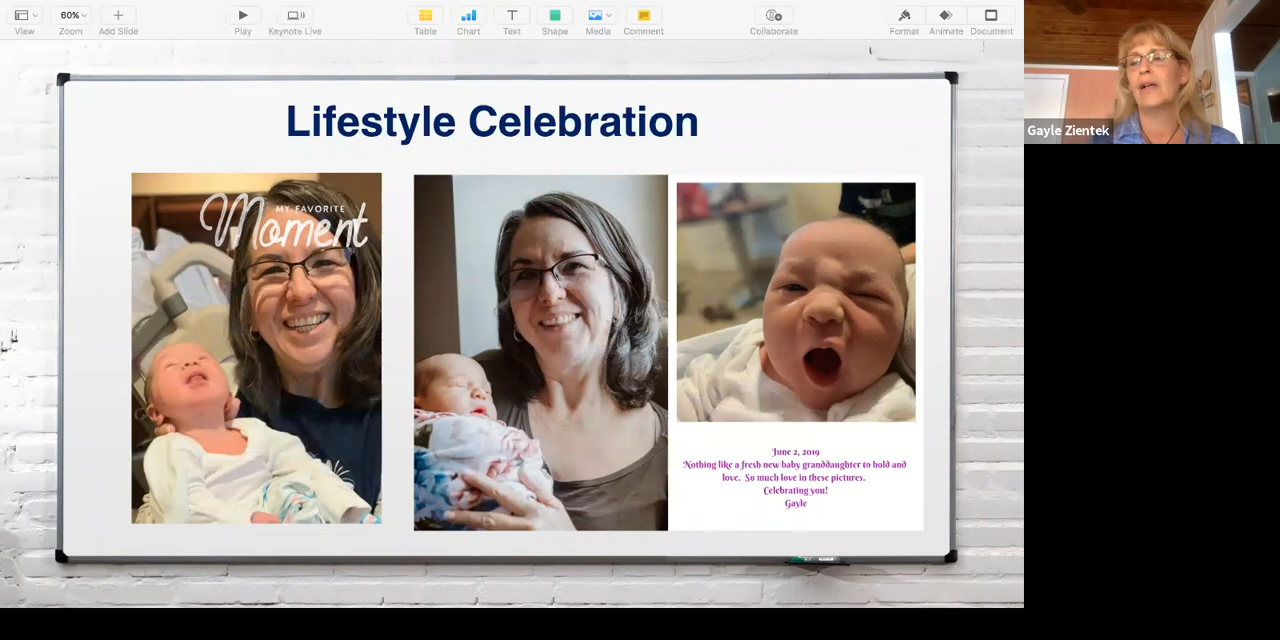 View
60%
Zoom
Add Slide
Play
Keynote Live
Table
Chart
Text
Shape
Media
Comment
Collaborate
Format
Animate
Document
Gayle Zientek
Lifestyle Celebration
MY FAVORITE
Moment
June 2, 2019
Nothing like a fresh new baby granddaughter to hold and
love. So much love in these pictures.
Celebrating you!
Gayle